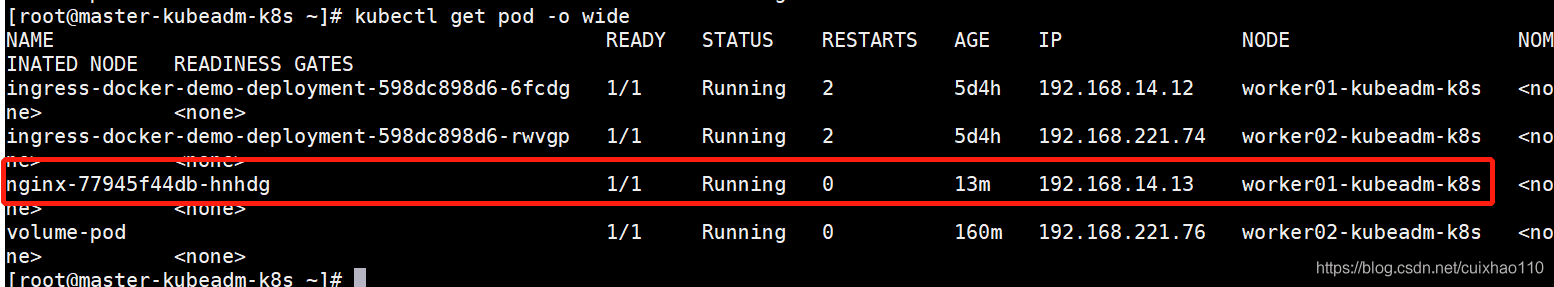 [root@master-kubeadm-k8s ~]# kubectl get pod -o wide
NAME READY STATUS RESTARTS AGE IP NODE NOM
INATED NODE READINESS GATES
ingress-docker-demo-deployment-598dc898d6-6fcdg 1/1 Running 2 5d4h 192.168.14.12 worker01-kubeadm-k8s <no
ne> <none>
ingress-docker-demo-deployment-598dc898d6-rwvgp 1/1 Running 2 5d4h 192.168.221.74 worker02-kubeadm-k8s <no
ne> <none>
nginx-77945f44db-hnhdg 1/1 Running 0 13m 192.168.14.13 worker01-kubeadm-k8s <no
ne> <none>
volume-pod 1/1 Running 0 160m 192.168.221.76 worker02-kubeadm-k8s <no
ne> <none>
[root@master-kubeadm-k8s ~]#
https://blog.csdn.net/cuixhao110